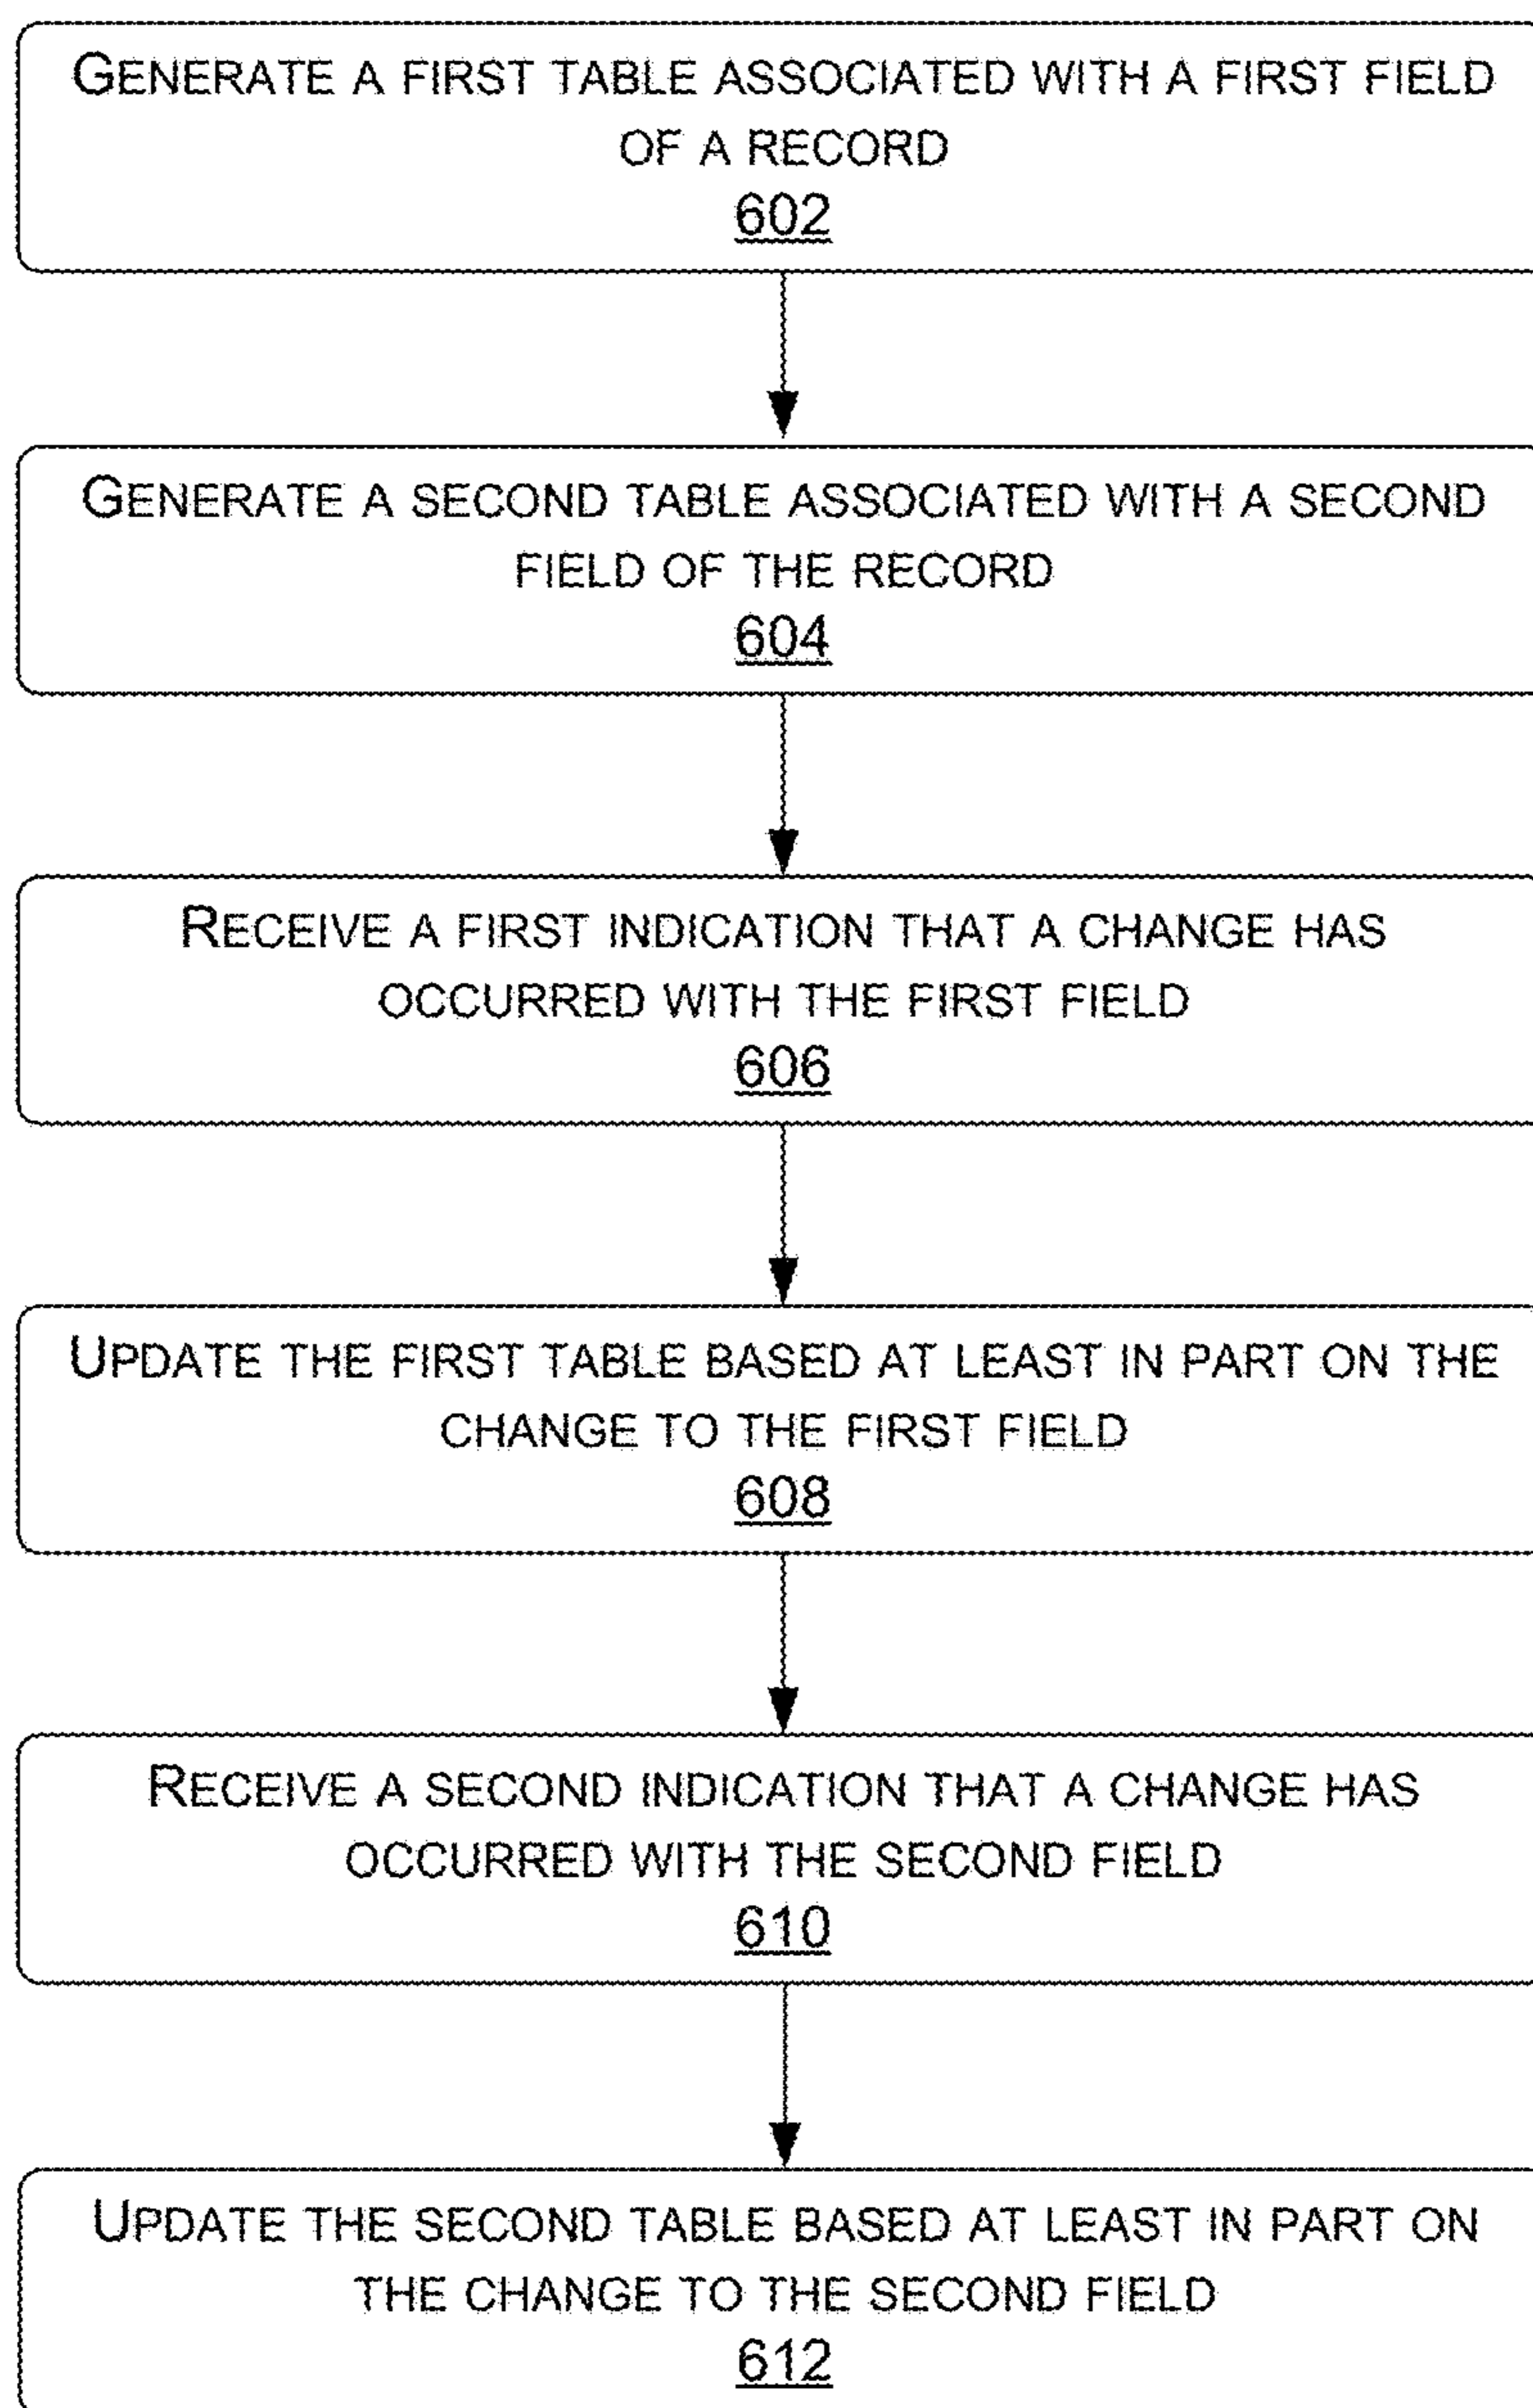 GENERATE A FIRST TABLE ASSOCIATED WITH A FIRST FIELD
OF A RECORD
602
GENERATE A SECOND TABLE ASSOCIATED WITH A SECOND
FIELD OF THE RECORD
604
RECEIVE A FIRST INDICATION THAT A CHANGE HAS
OCCURRED WITH THE FIRST FIELD
606
UPDATE THE FIRST TABLE BASED AT LEAST IN PART ON THE
CHANGE TO THE FIRST FIELD
608
RECEIVE A SECOND INDICATION THAT A CHANGE HAS
OCCURRED WITH THE SECOND FIELD
610
UPDATE THE SECOND TABLE BASED AT LEAST IN PART ON
THE CHANGE TO THE SECOND FIELD
612